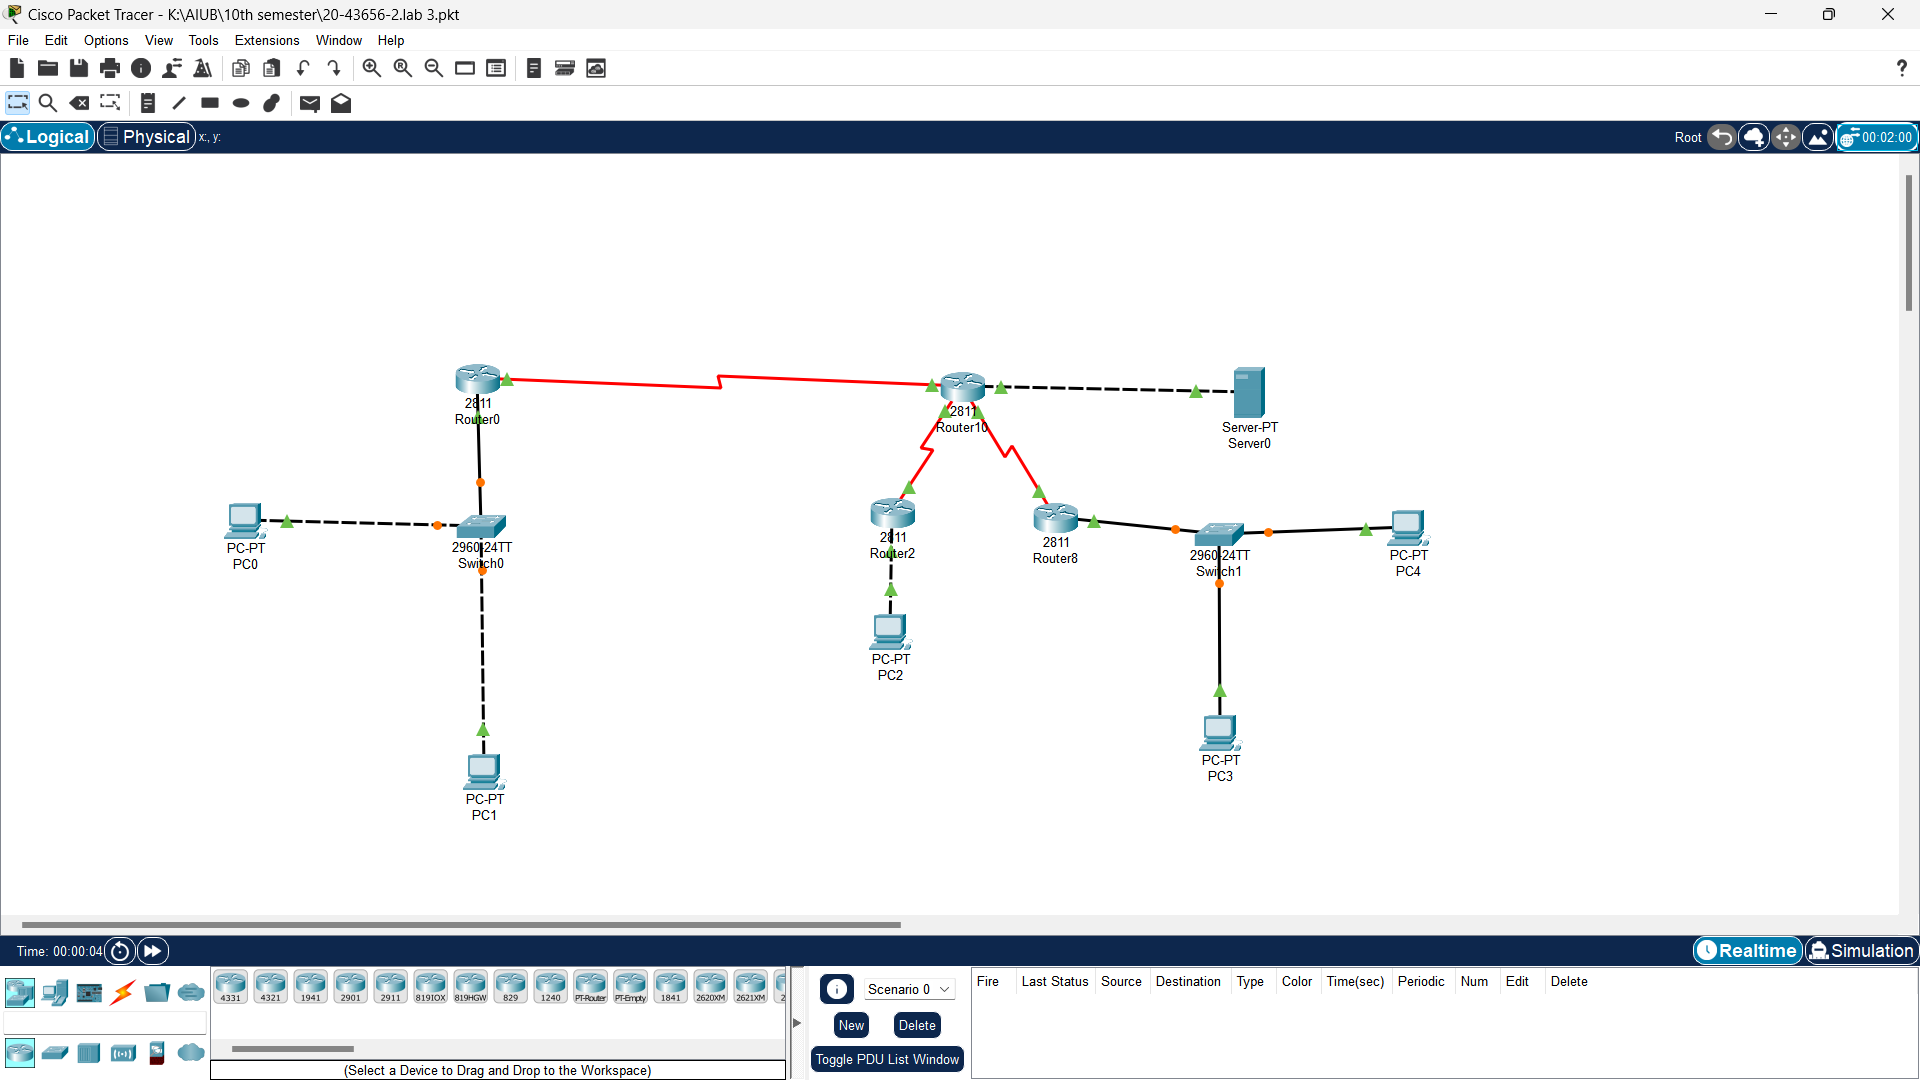 Cisco Packet Tracer - K:\AIUB\10th semester\20-43656-2.lab 3.pkt
File Edit Options View Tools Extensions Window Help
?
Logical Physical x:, y: Root 00:02:00
2811
Router0
2811
Router10
Server-PT
Server0
PC-PT
PC0
2960-24TT
Switch0
2811
Router2
2811
Router8
2960-24TT
Switch1
PC-PT
PC4
PC-PT
PC2
PC-PT
PC3
PC-PT
PC1
Time: 00:00:04 Realtime Simulation
4331 4321 1941 2901 2911 819IOX 819HGW 829 1240 PT-Router PT-Empty 1841 2620XM 2621XM 2
(Select a Device to Drag and Drop to the Workspace)
Scenario 0
New Delete
Toggle PDU List Window
Fire Last Status Source Destination Type Color Time(sec) Periodic Num Edit Delete